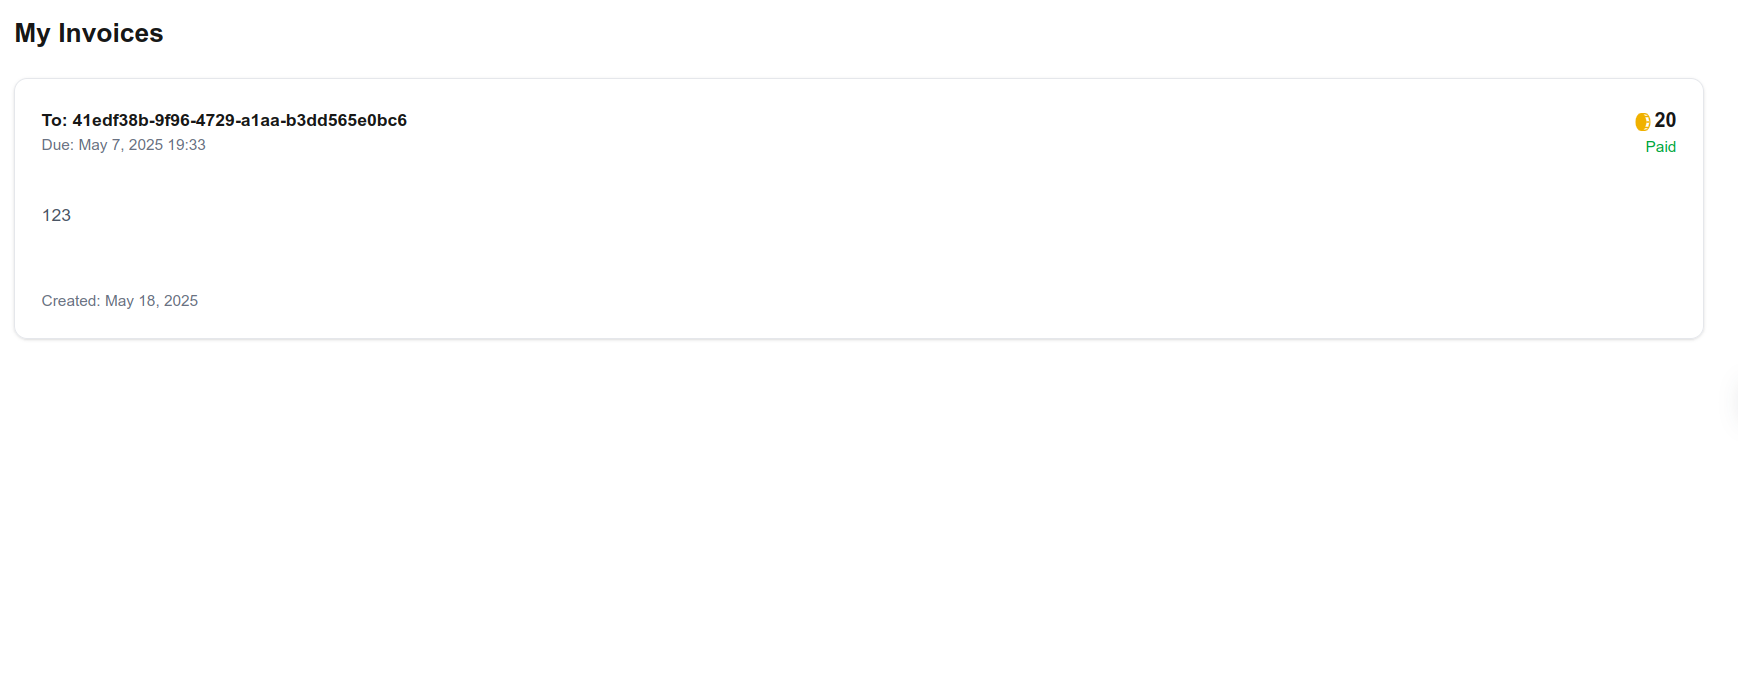 My Invoices
To: 41edf38b-9f96-4729-a1aa-b3dd565e0bc6
20
Due: May 7, 2025 19:33
Paid
123
Created: May 18, 2025